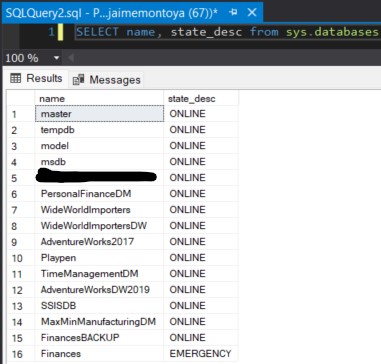 SQLQuery2.sql - P...jaimemontoya (67))*
1 SELECT name, state_desc from sys.databases
100 %
Results Messages
name state_desc
1 master ONLINE
2 tempdb ONLINE
3 model ONLINE
4 msdb ONLINE
5 ONLINE
6 PersonalFinanceDM ONLINE
7 WideWorldImporters ONLINE
8 WideWorldImportersDW ONLINE
9 AdventureWorks2017 ONLINE
10 Playpen ONLINE
11 TimeManagementDM ONLINE
12 AdventureWorksDW2019 ONLINE
13 SSISDB ONLINE
14 MaxMinManufacturingDM ONLINE
15 FinancesBACKUP ONLINE
16 Finances EMERGENCY